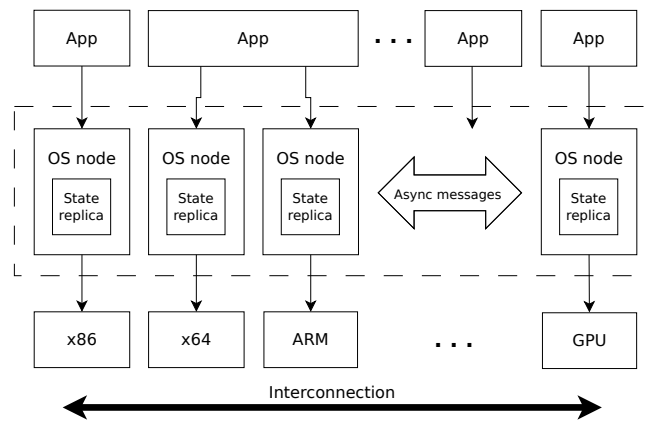 App App . . . App App
OS node OS node OS node OS node
State replica State replica State replica Async messages State replica
x86 x64 ARM . . . GPU
Interconnection